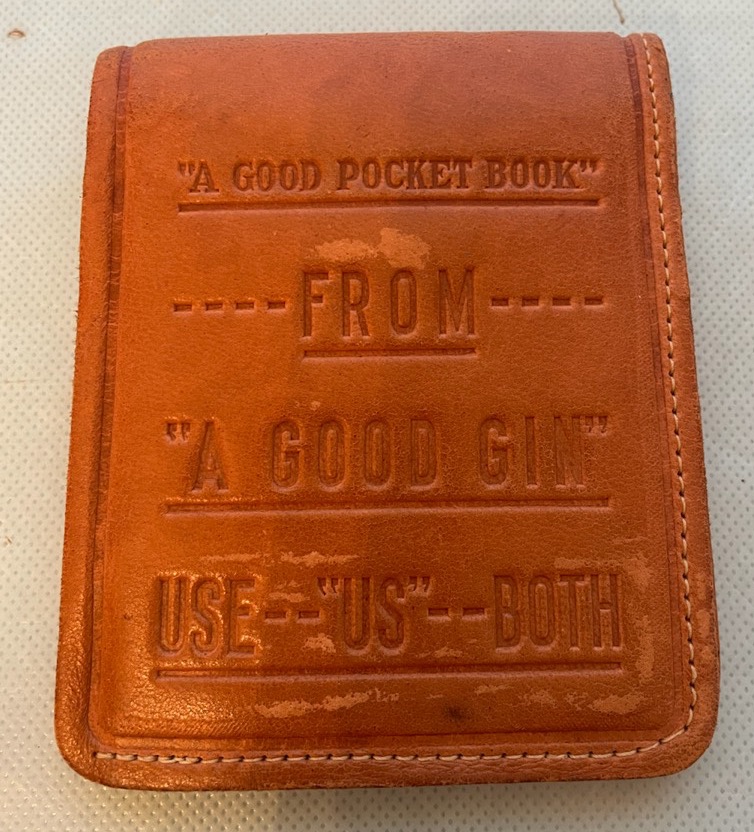 "A GOOD POCKET BOOK"
----FROM----
"A GOOD GIN"
USE--"US"--BOTH